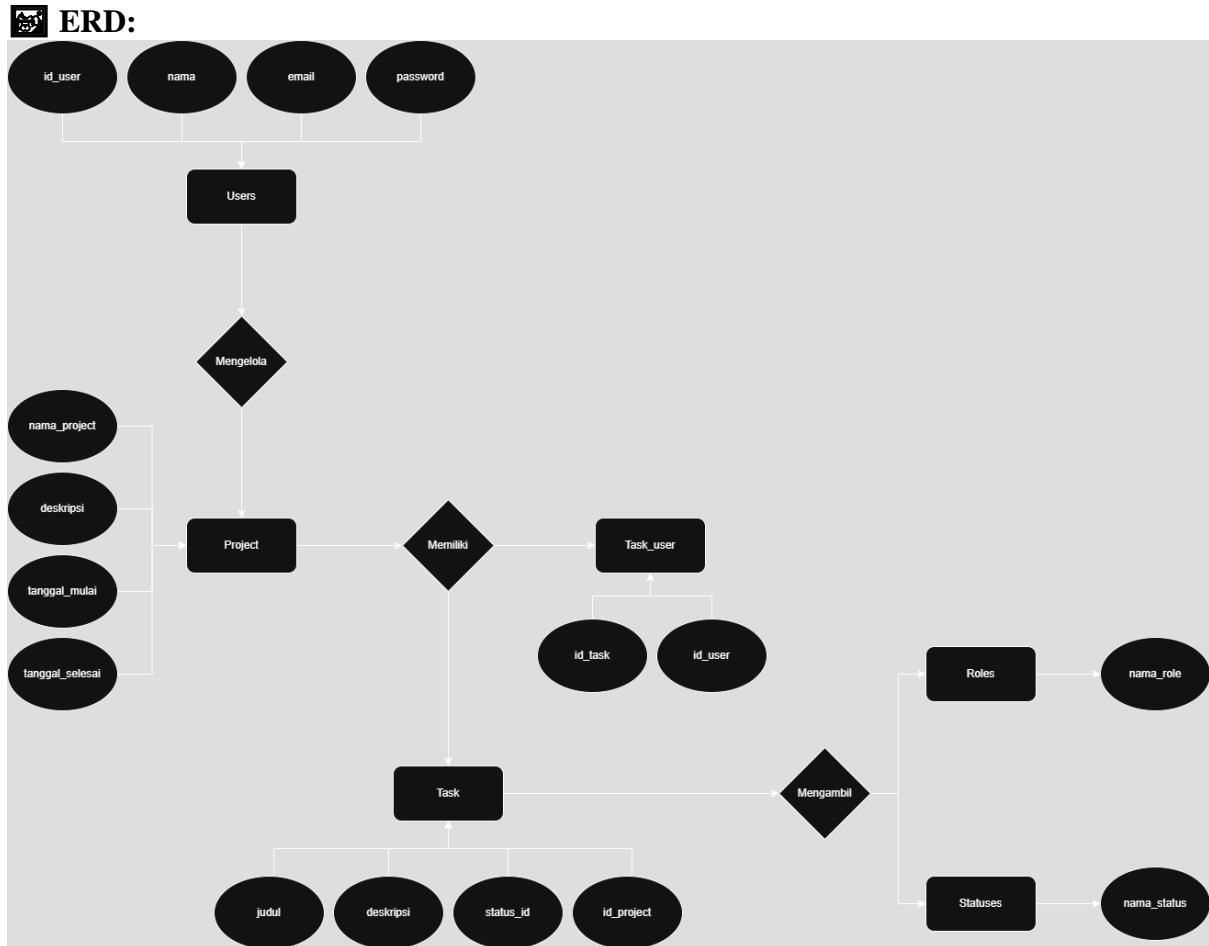 ERD:
id_user
nama
email
password
Users
Mengelola
nama_project
deskripsi
tanggal_mulai
tanggal_selesai
Project
Memiliki
Task_user
id_task
id_user
Roles
nama_role
Task
Mengambil
judul
deskripsi
status_id
id_project
Statuses
nama_status